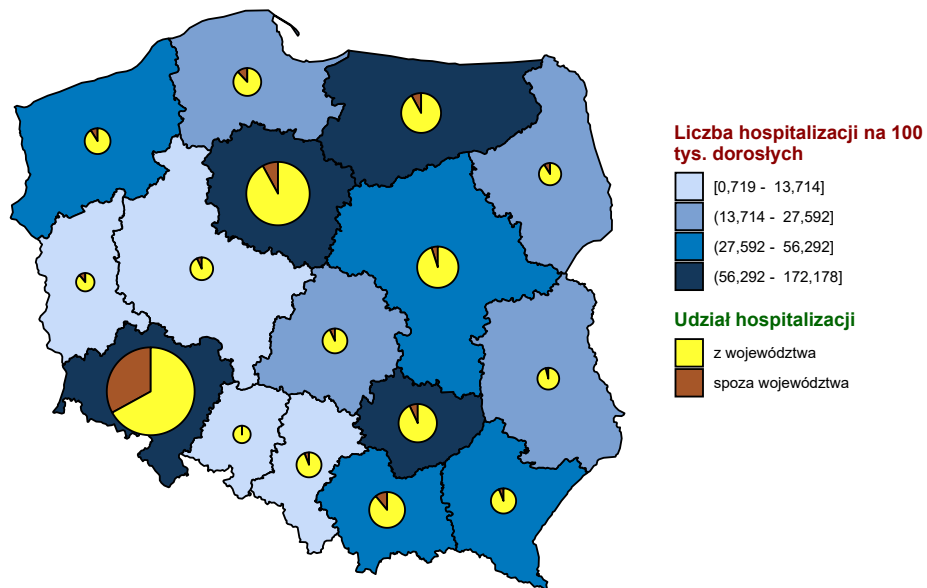 Liczba hospitalizacji na 100
tys. dorosłych
[0,719 - 13,714]
(13,714 - 27,592]
(27,592 - 56,292]
(56,292 - 172,178]
Udział hospitalizacji
z województwa
spoza województwa